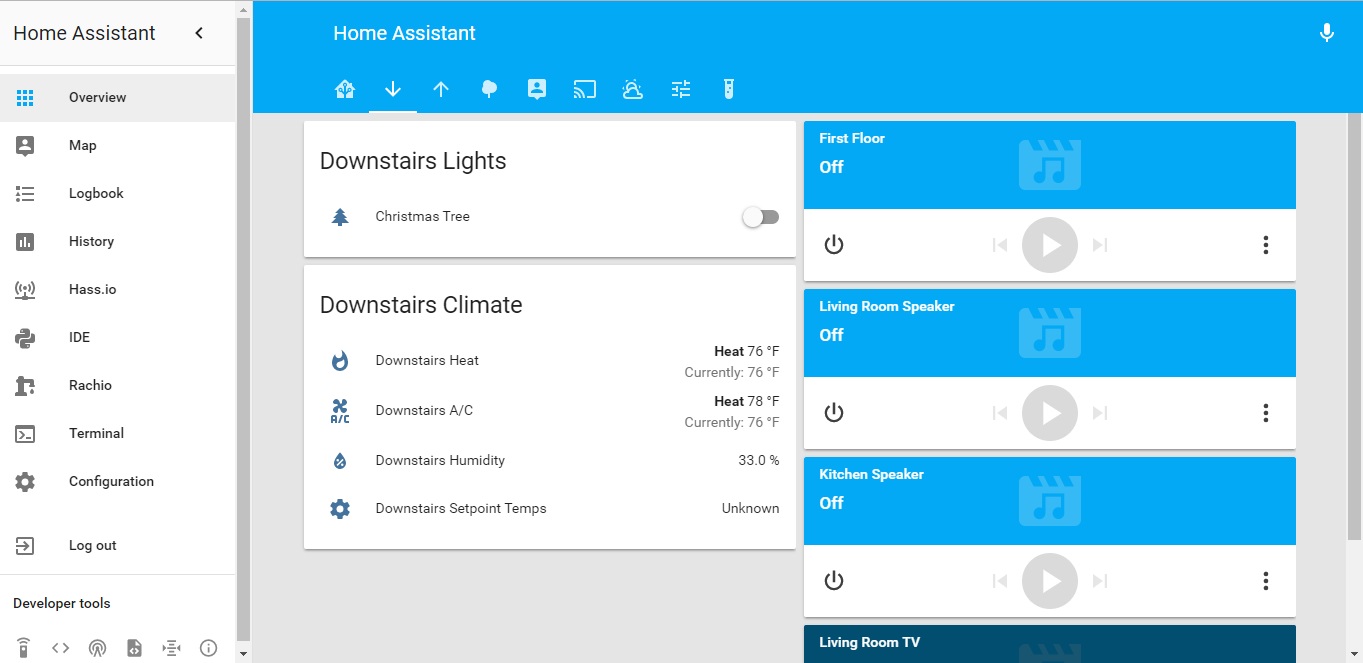 Home Assistant
Overview
Map
Logbook
History
Hass.io
IDE
Rachio
Terminal
Configuration
Log out
Developer tools
Home Assistant
Downstairs Lights
Christmas Tree
Downstairs Climate
Downstairs Heat
Heat 76 °F
Currently: 76 °F
A/C
Downstairs A/C
Heat 78 °F
Currently: 76 °F
Downstairs Humidity
33.0 %
Downstairs Setpoint Temps
Unknown
First Floor
Off
Living Room Speaker
Off
Kitchen Speaker
Off
Living Room TV